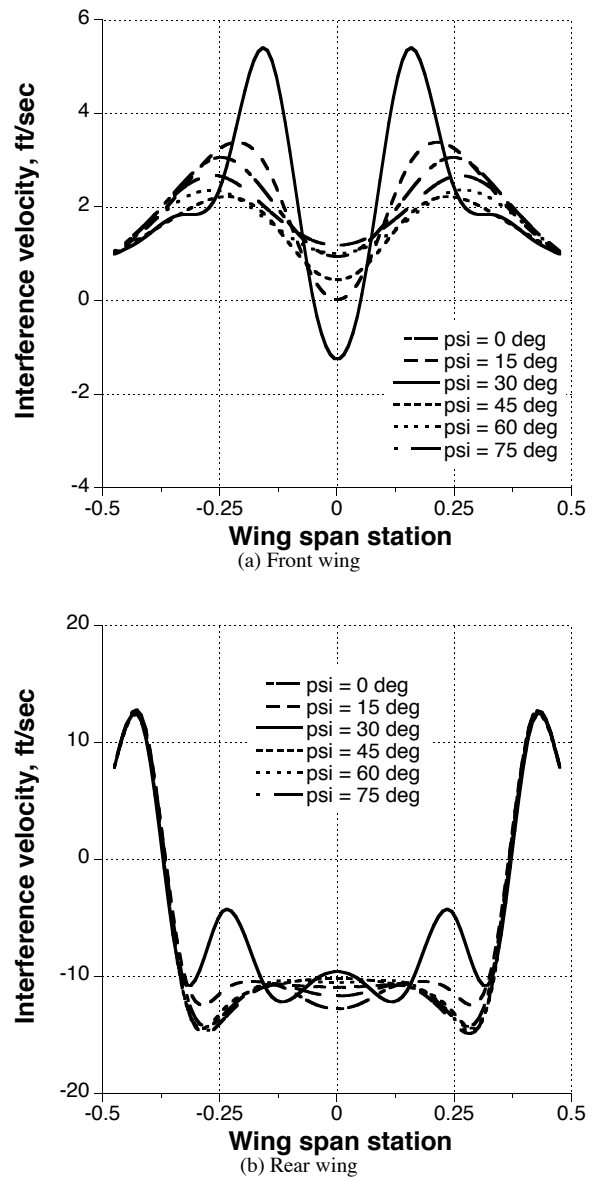 6
4
2
0
-2
-4
Interference velocity, ft/sec
psi = 0 deg
psi = 15 deg
psi = 30 deg
psi = 45 deg
psi = 60 deg
psi = 75 deg
-0.5 -0.25 0 0.25 0.5
Wing span station
(a) Front wing
20
10
0
-10
-20
Interference velocity, ft/sec
psi = 0 deg
psi = 15 deg
psi = 30 deg
psi = 45 deg
psi = 60 deg
psi = 75 deg
-0.5 -0.25 0 0.25 0.5
Wing span station
(b) Rear wing